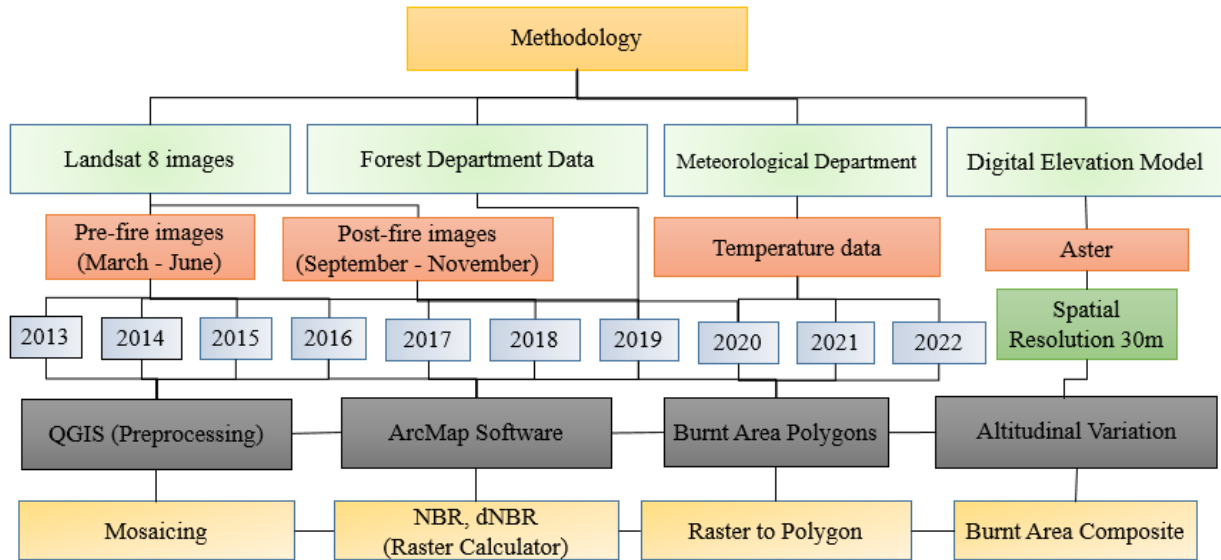 Methodology
Landsat 8 images
Forest Department Data
Meteorological Department
Digital Elevation Model
Pre-fire images
(March - June)
Post-fire images
(September - November)
Temperature data
Aster
2013
2014
2015
2016
2017
2018
2019
2020
2021
2022
Spatial
Resolution 30m
QGIS (Preprocessing)
ArcMap Software
Burnt Area Polygons
Altitudinal Variation
Mosaicing
NBR, dNBR
(Raster Calculator)
Raster to Polygon
Burnt Area Composite